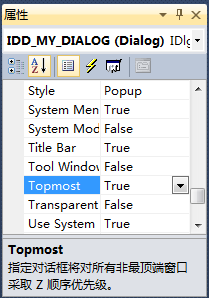 属性
IDD_MY_DIALOG (Dialog) IDlg
Style Popup
System Men True
System Mod False
Title Bar True
Tool Window False
Topmost True
Transparent False
Use System True
Topmost
指定对话框将对所有非最顶端窗口
采取 Z 顺序优先级。